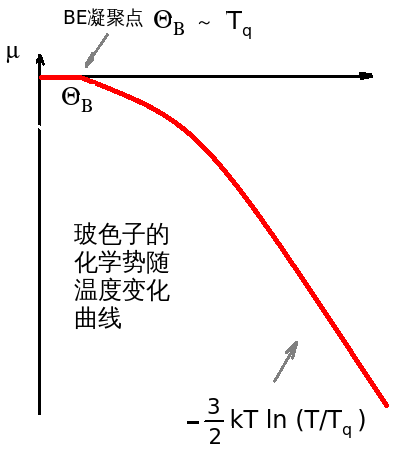 BE凝聚点 Θ_B ~ T_q
μ
Θ_B
玻色子的
化学势随
温度变化
曲线
-3/2 kT ln (T/T_q)